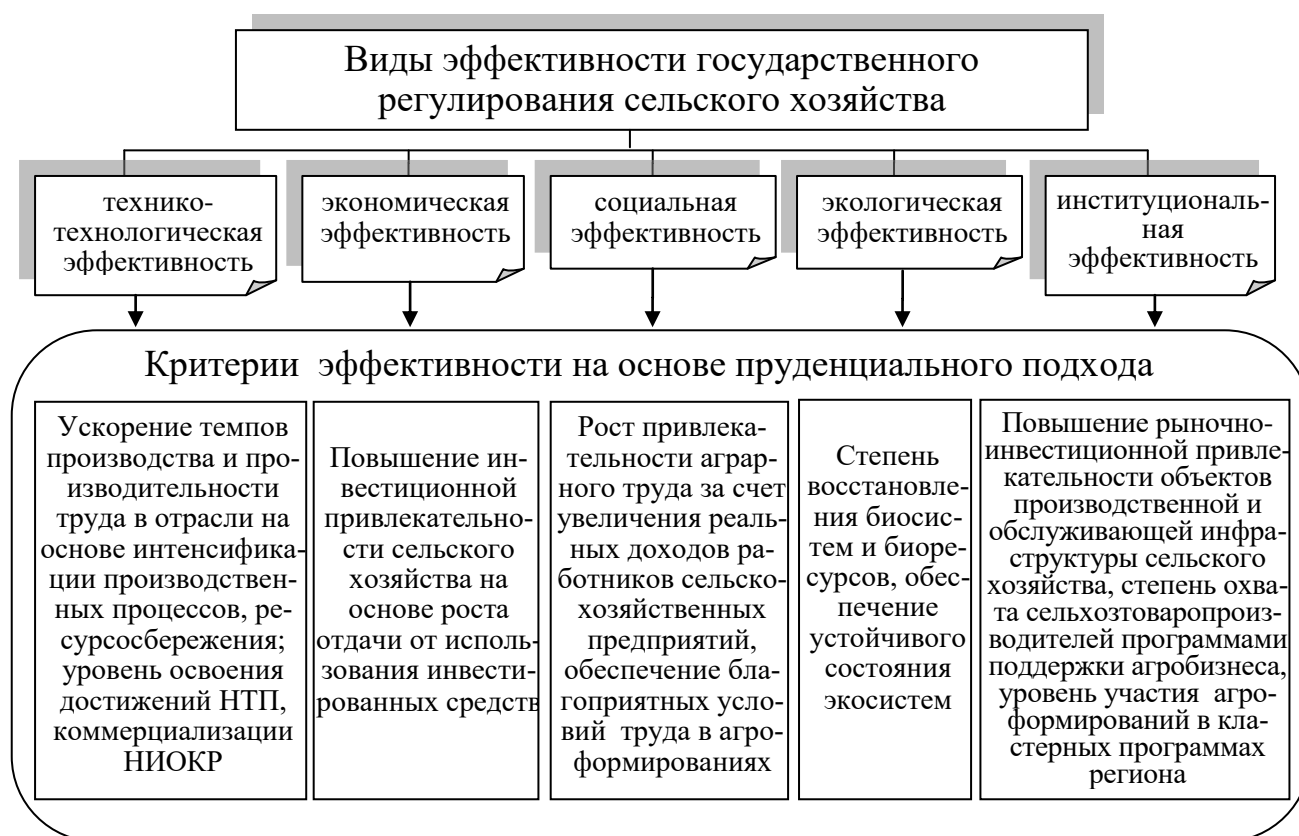 Виды эффективности государственного
регулирования сельского хозяйства
технико-
технологическая
эффективность
экономическая
эффективность
социальная
эффективность
экологическая
эффективность
институциональ-
ная
эффективность
Критерии эффективности на основе пруденциального подхода
Ускорение темпов
производства и про-
изводительности
труда в отрасли на
основе интенсифика-
ции производствен-
ных процессов, ре-
сурсосбережения;
уровень освоения
достижений НТП,
коммерциализации
НИОКР
Повышение ин-
вестиционной
привлекательно-
сти сельского
хозяйства на
основе роста
отдачи от исполь-
зования инвести-
рованных средств
Рост привлека-
тельности аграр-
ного труда за счет
увеличения реаль-
ных доходов ра-
ботников сельско-
хозяйственных
предприятий,
обеспечение бла-
гоприятных усло-
вий труда в агро-
формированиях
Степень
восстановле-
ния биосис-
тем и биоре-
сурсов, обес-
печение
устойчивого
состояния
экосистем
Повышение рыночно-
инвестиционной привле-
кательности объектов
производственной и
обслуживающей инфра-
структуры сельского
хозяйства, степень охва-
та сельхозтоваропроиз-
водителей программами
поддержки агробизнеса,
уровень участия агро-
формирований в кла-
стерных программах
региона